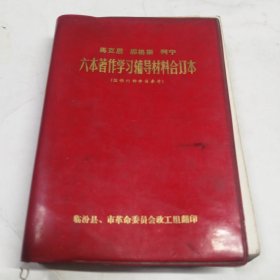 馬克思 恩格斯 列宁
六本著作学习辅导材料合订本
临汾县、市革命委员会政工组翻印